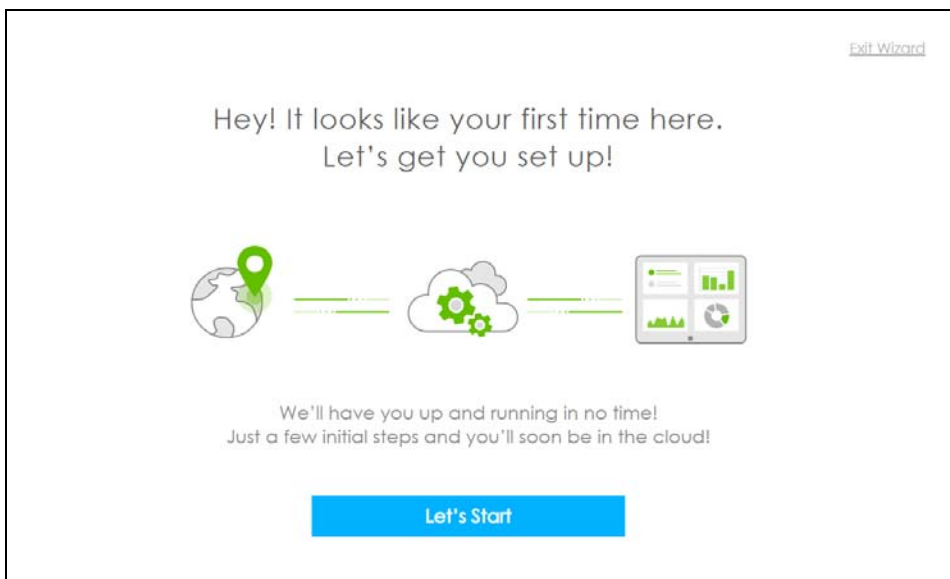 Exit Wizard
Hey! It looks like your first time here.
Let's get you set up!
We'll have you up and running in no time!
Just a few initial steps and you'll soon be in the cloud!
Let's Start